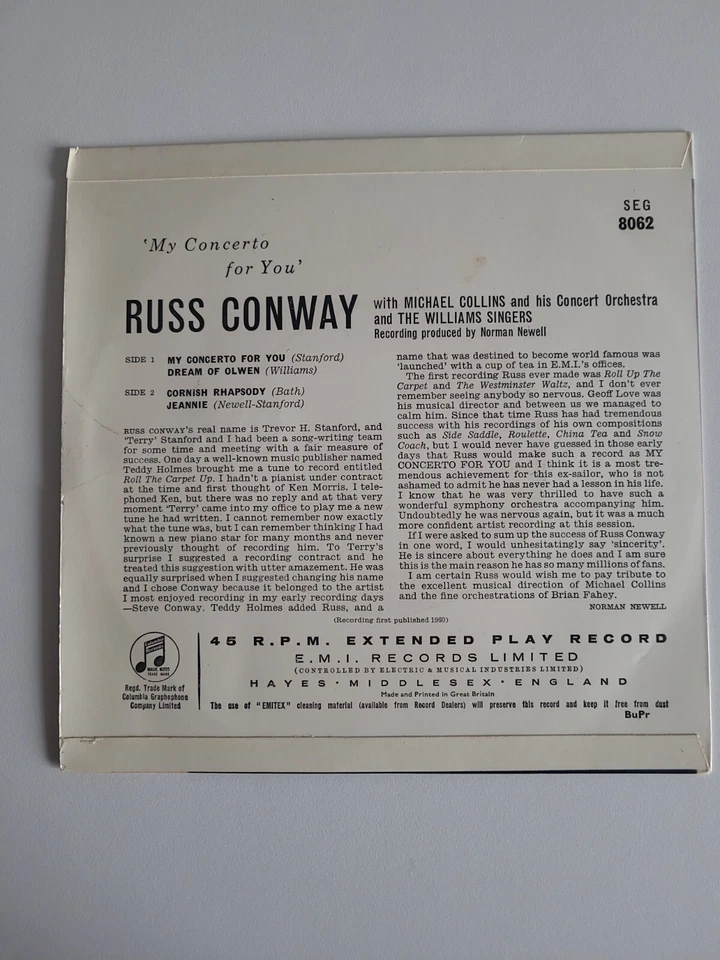 SEG
8062
'My Concerto
for You'
RUSS CONWAY
with MICHAEL COLLINS and his Concert Orchestra
and THE WILLIAMS SINGERS
Recording produced by Norman Newell
SIDE 1 MY CONCERTO FOR YOU (Stanford)
DREAM OF OLWEN (Williams)
SIDE 2 CORNISH RHAPSODY (Bath)
JEANNIE (Newell-Stanford)
RUSS CONWAY'S real name is Trevor H. Stanford, and
'Terry' Stanford and I had been a song-writing team
for some time and meeting with a fair measure of
success. One day a well-known music publisher named
Teddy Holmes brought me a tune to record entitled
Roll The Carpet Up. I hadn't a pianist under contract
at the time and first thought of Ken Morris. I tele-
phoned Ken, but there was no reply and at that very
moment 'Terry' came into my office to play me a new
tune he had written. I cannot remember now exactly
what the tune was, but I can remember thinking I had
known a new piano star for many months and never
previously thought of recording him. To Terry's
surprise I suggested a recording contract and he
treated this suggestion with utter amazement. He was
equally surprised when I suggested changing his name
and I chose Conway because it belonged to the artist
I most enjoyed recording in my early recording days
—Steve Conway. Teddy Holmes added Russ, and a
name that was destined to become world famous was
'launched' with a cup of tea in E.M.I.'s offices.
The first recording Russ ever made was Roll Up The
Carpet and The Westminster Waltz, and I don't ever
remember seeing anybody so nervous. Geoff Love was
his musical director and between us we managed to
calm him. Since that time Russ has had tremendous
success with his recordings of his own compositions
such as Side Saddle, Roulette, China Tea and Snow
Coach, but I would never have guessed in those early
days that Russ would make such a record as MY
CONCERTO FOR YOU and I think it is a most tre-
mendous achievement for this ex-sailor, who is not
ashamed to admit he has never had a lesson in his life.
I know that he was very thrilled to have such a
wonderful symphony orchestra accompanying him.
Undoubtedly he was nervous again, but it was a much
more confident artist recording at this session.
If I were asked to sum up the success of Russ Conway
in one word, I would unhesitatingly say 'sincerity'.
He is sincere about everything he does and I am sure
this is the main reason he has so many millions of fans.
I am certain Russ would wish me to pay tribute to
the excellent musical direction of Michael Collins
and the fine orchestrations of Brian Fahey.
NORMAN NEWELL
(Recording first published 1960)
45 R.P.M. EXTENDED PLAY RECORD
E.M.I. RECORDS LIMITED
(CONTROLLED BY ELECTRIC & MUSICAL INDUSTRIES LIMITED)
HAYES · MIDDLESEX · ENGLAND
Made and Printed in Great Britain
MAGIC NOTES
TRADE MARK
Regd. Trade Mark of
Columbia Graphophone
Company Limited
The use of "EMITEX" cleaning material (available from Record Dealers) will preserve this record and keep it free from dust
BuPr